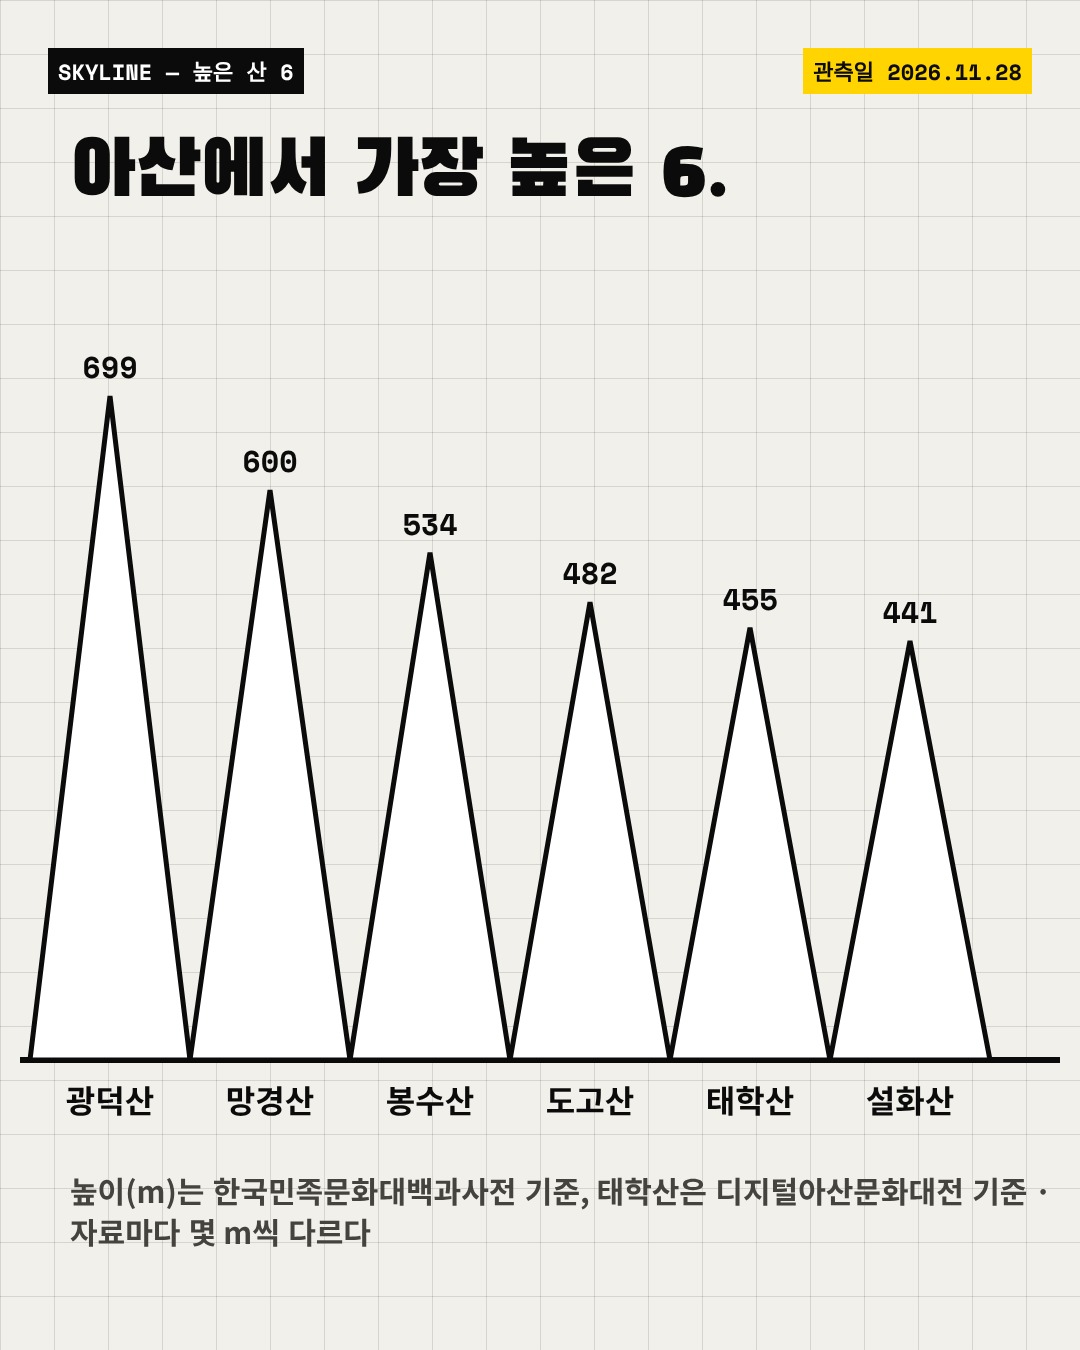 SKYLINE — 높은 산 6
관측일 2026.11.28
아산에서 가장 높은 6.
699
600
534
482
455
441
광덕산 망경산 봉수산 도고산 태학산 설화산
높이(m)는 한국민족문화대백과사전 기준, 태학산은 디지털아산문화대전 기준 ·
자료마다 몇 m씩 다르다